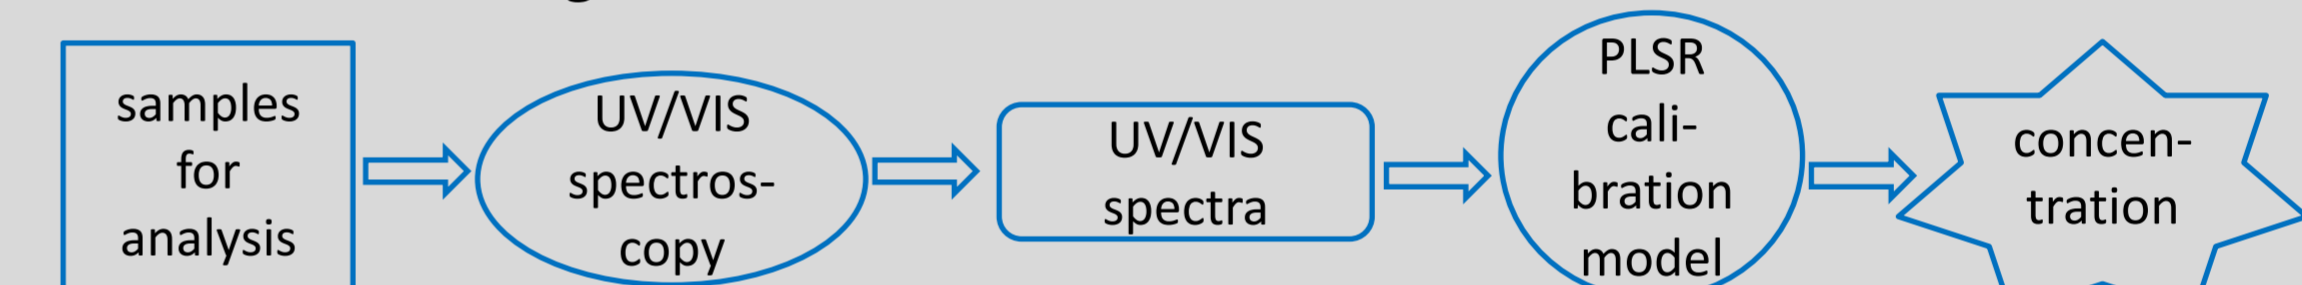 samples
for
analysis
UV/VIS
spectros-
copy
UV/VIS
spectra
PLSR
cali-
bration
model
concen-
tration